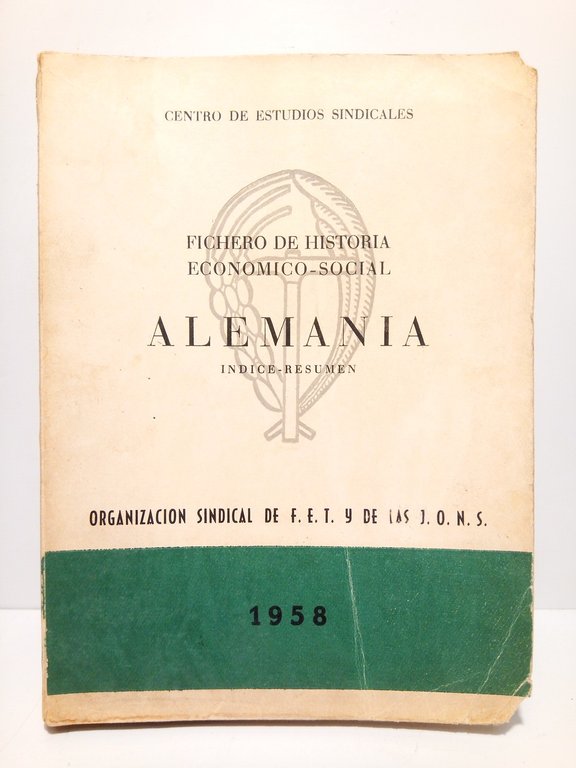 CENTRO DE ESTUDIOS SINDICALES
FICHERO DE HISTORIA
ECONOMICO-SOCIAL
ALEMANIA
INDICE-RESUMEN
ORGANIZACION SINDICAL DE F. E. T. Y DE LAS J. O. N. S.
1958